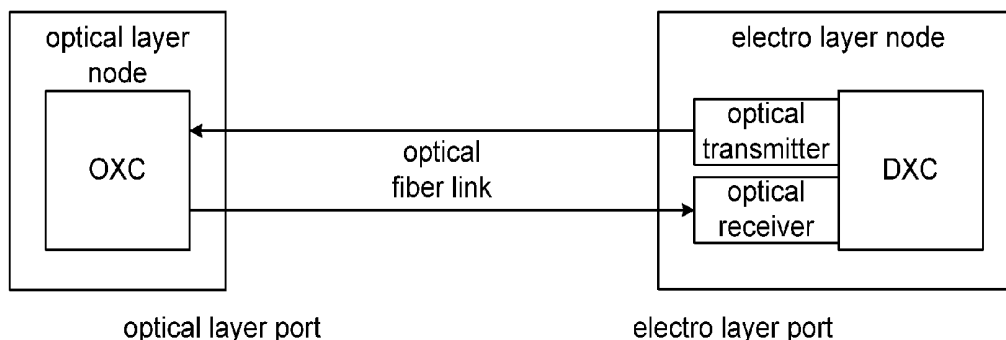 optical layer
node
OXC
optical
fiber link
electro layer node
optical
transmitter
optical
receiver
DXC
optical layer port
electro layer port